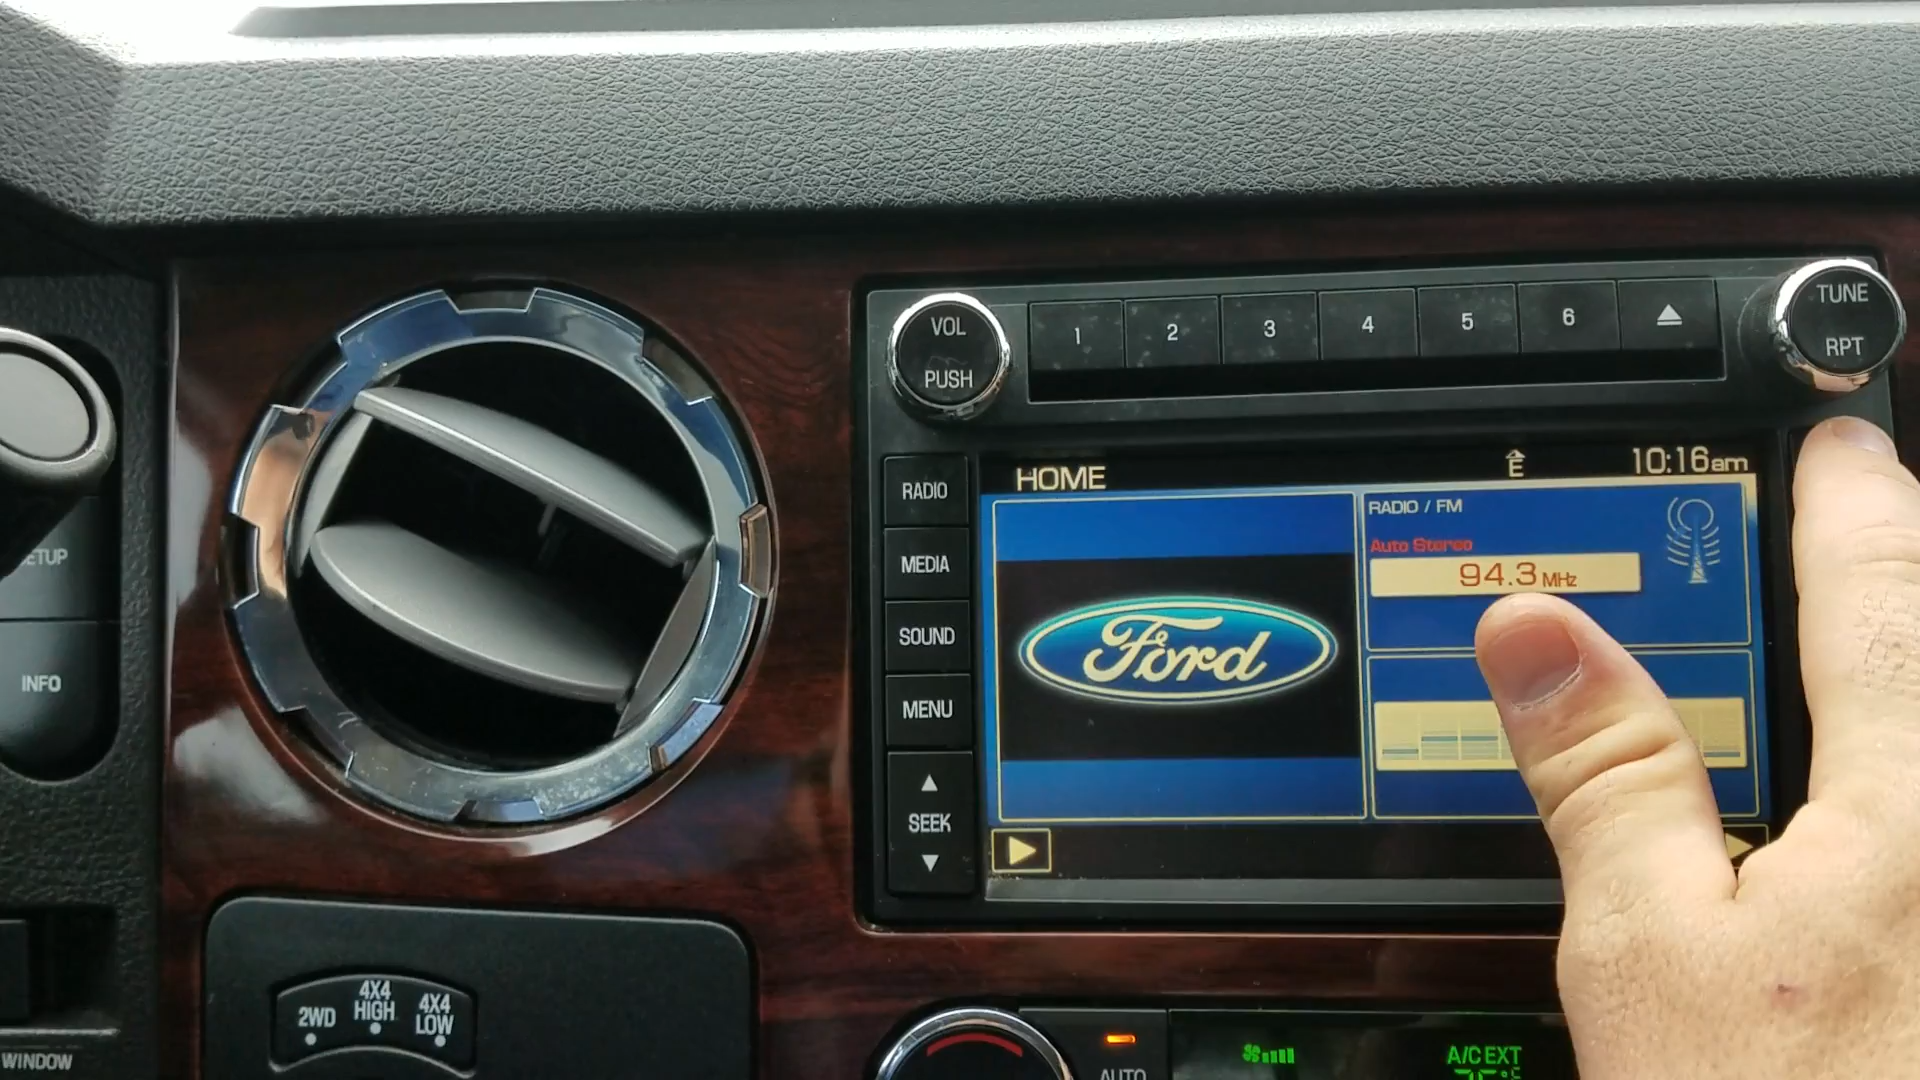 VOL
PUSH
1 2 3 4 5 6
TUNE
RPT
RADIO
MEDIA
SOUND
MENU
SEEK
HOME
E
10:16am
RADIO / FM
Auto Stereo
94.3 MHz
Ford
ETUP
INFO
2WD
4X4
HIGH
4X4
LOW
WINDOW
AUTO
A/C EXT
°C